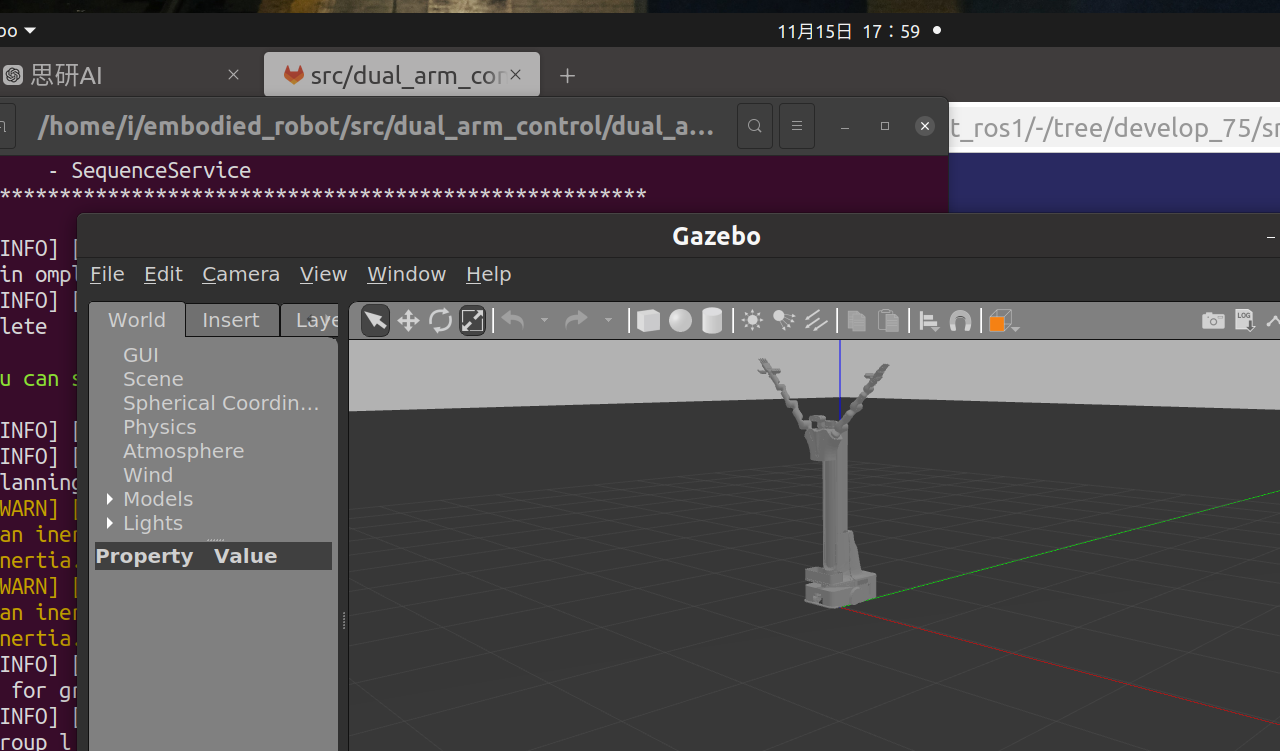 bo
11月15日 17：59
思研AI
src/dual_arm_cor
/home/i/embodied_robot/src/dual_arm_control/dual_a...
t_ros1/-/tree/develop_75/sr
- SequenceService
*******************************************************
INFO] [
in ompl
INFO] [
lete
u can s
INFO] [
INFO] [
lanning
WARN] [
an iner
nertia.
WARN] [
an iner
nertia.
INFO] [
for gr
INFO] [
roup l
Gazebo
File Edit Camera View Window Help
World Insert Laye
LOG
GUI
Scene
Spherical Coordin...
Physics
Atmosphere
Wind
Models
Lights
Property Value